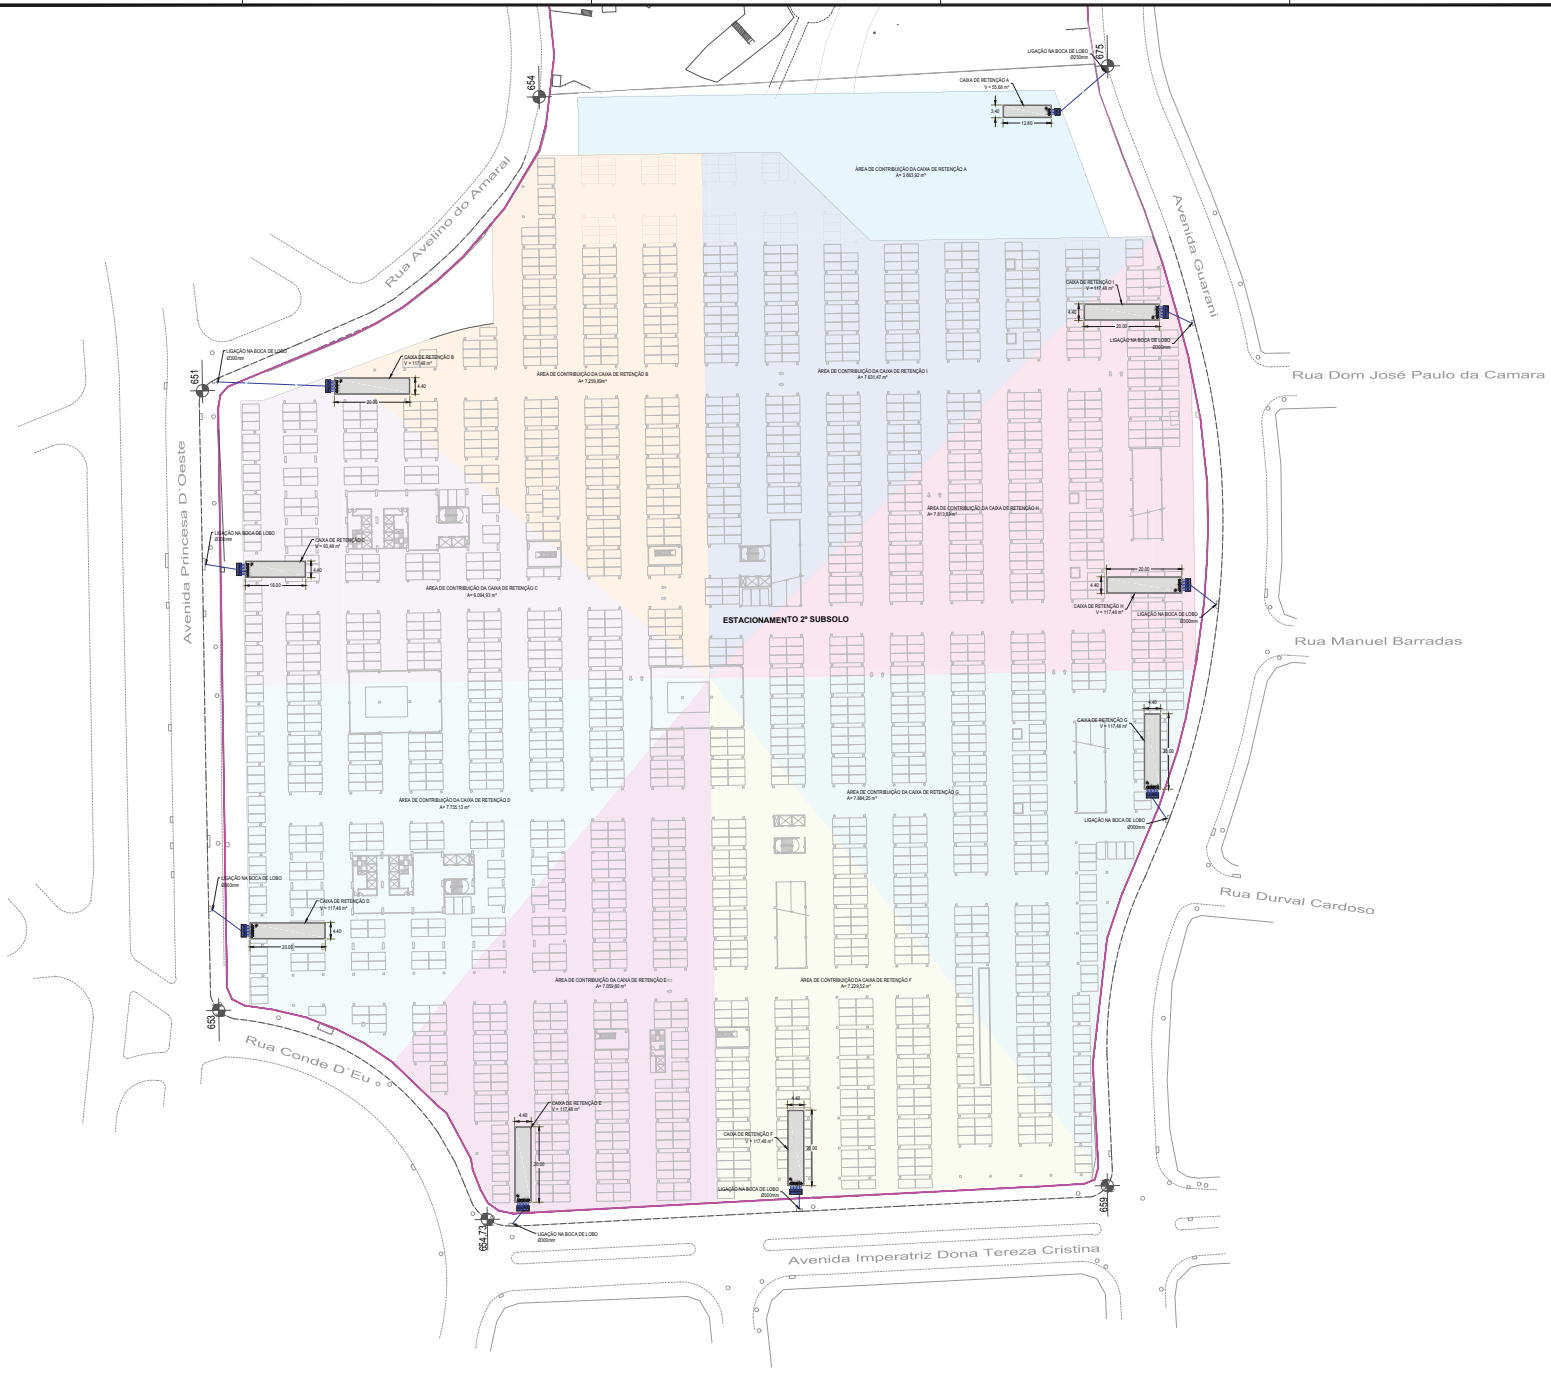 LIGAÇÃO NA BOCA DE LOBO
Ø250mm
675
654
CAIXA DE RETENÇÃO A
V = 55,68 m³
3.40
12.60
ÁREA DE CONTRIBUIÇÃO DA CAIXA DE RETENÇÃO A
A= 3.663,92 m²
Rua Avelino do Amaral
Avenida Guarani
CAIXA DE RETENÇÃO I
V = 117,48 m³
4.40
20.00
LIGAÇÃO NA BOCA DE LOBO
Ø300mm
LIGAÇÃO NA BOCA DE LOBO
Ø300mm
651
CAIXA DE RETENÇÃO B
V = 117,48 m³
4.40
20.00
ÁREA DE CONTRIBUIÇÃO DA CAIXA DE RETENÇÃO B
A= 7.259,89m²
ÁREA DE CONTRIBUIÇÃO DA CAIXA DE RETENÇÃO I
A= 7.631,47 m²
Rua Dom José Paulo da Camara
Avenida Princesa D`Oeste
ÁREA DE CONTRIBUIÇÃO DA CAIXA DE RETENÇÃO H
LIGAÇÃO NA BOCA DE LOBO
Ø300mm
CAIXA DE RETENÇÃO C
V = 93,48 m³
4.40
16.00
ÁREA DE CONTRIBUIÇÃO DA CAIXA DE RETENÇÃO C
A= 6.094,93 m²
20.00
4.40
CAIXA DE RETENÇÃO H
V = 117,48 m³
LIGAÇÃO NA BOCA DE LOBO
Ø300mm
ESTACIONAMENTO 2º SUBSOLO
Rua Manuel Barradas
4.40
CAIXA DE RETENÇÃO G
V = 117,48 m³
20.00
ÁREA DE CONTRIBUIÇÃO DA CAIXA DE RETENÇÃO D
A= 7.735,13 m²
ÁREA DE CONTRIBUIÇÃO DA CAIXA DE RETENÇÃO G
A= 7.884,25 m²
LIGAÇÃO NA BOCA DE LOBO
Ø300mm
LIGAÇÃO NA BOCA DE LOBO
Ø300mm
CAIXA DE RETENÇÃO D
V = 117,48 m³
4.40
20.00
Rua Durval Cardoso
ÁREA DE CONTRIBUIÇÃO DA CAIXA DE RETENÇÃO E
A= 7.059,60 m²
ÁREA DE CONTRIBUIÇÃO DA CAIXA DE RETENÇÃO F
A= 7.229,52 m²
653
Rua Conde D`Eu
CAIXA DE RETENÇÃO E
V = 117,48 m³
4.40
20.00
4.40
CAIXA DE RETENÇÃO F
V = 117,48 m³
20.00
LIGAÇÃO NA BOCA DE LOBO
Ø300mm
659
654.73
LIGAÇÃO NA BOCA DE LOBO
Ø300mm
Avenida Imperatriz Dona Tereza Cristina